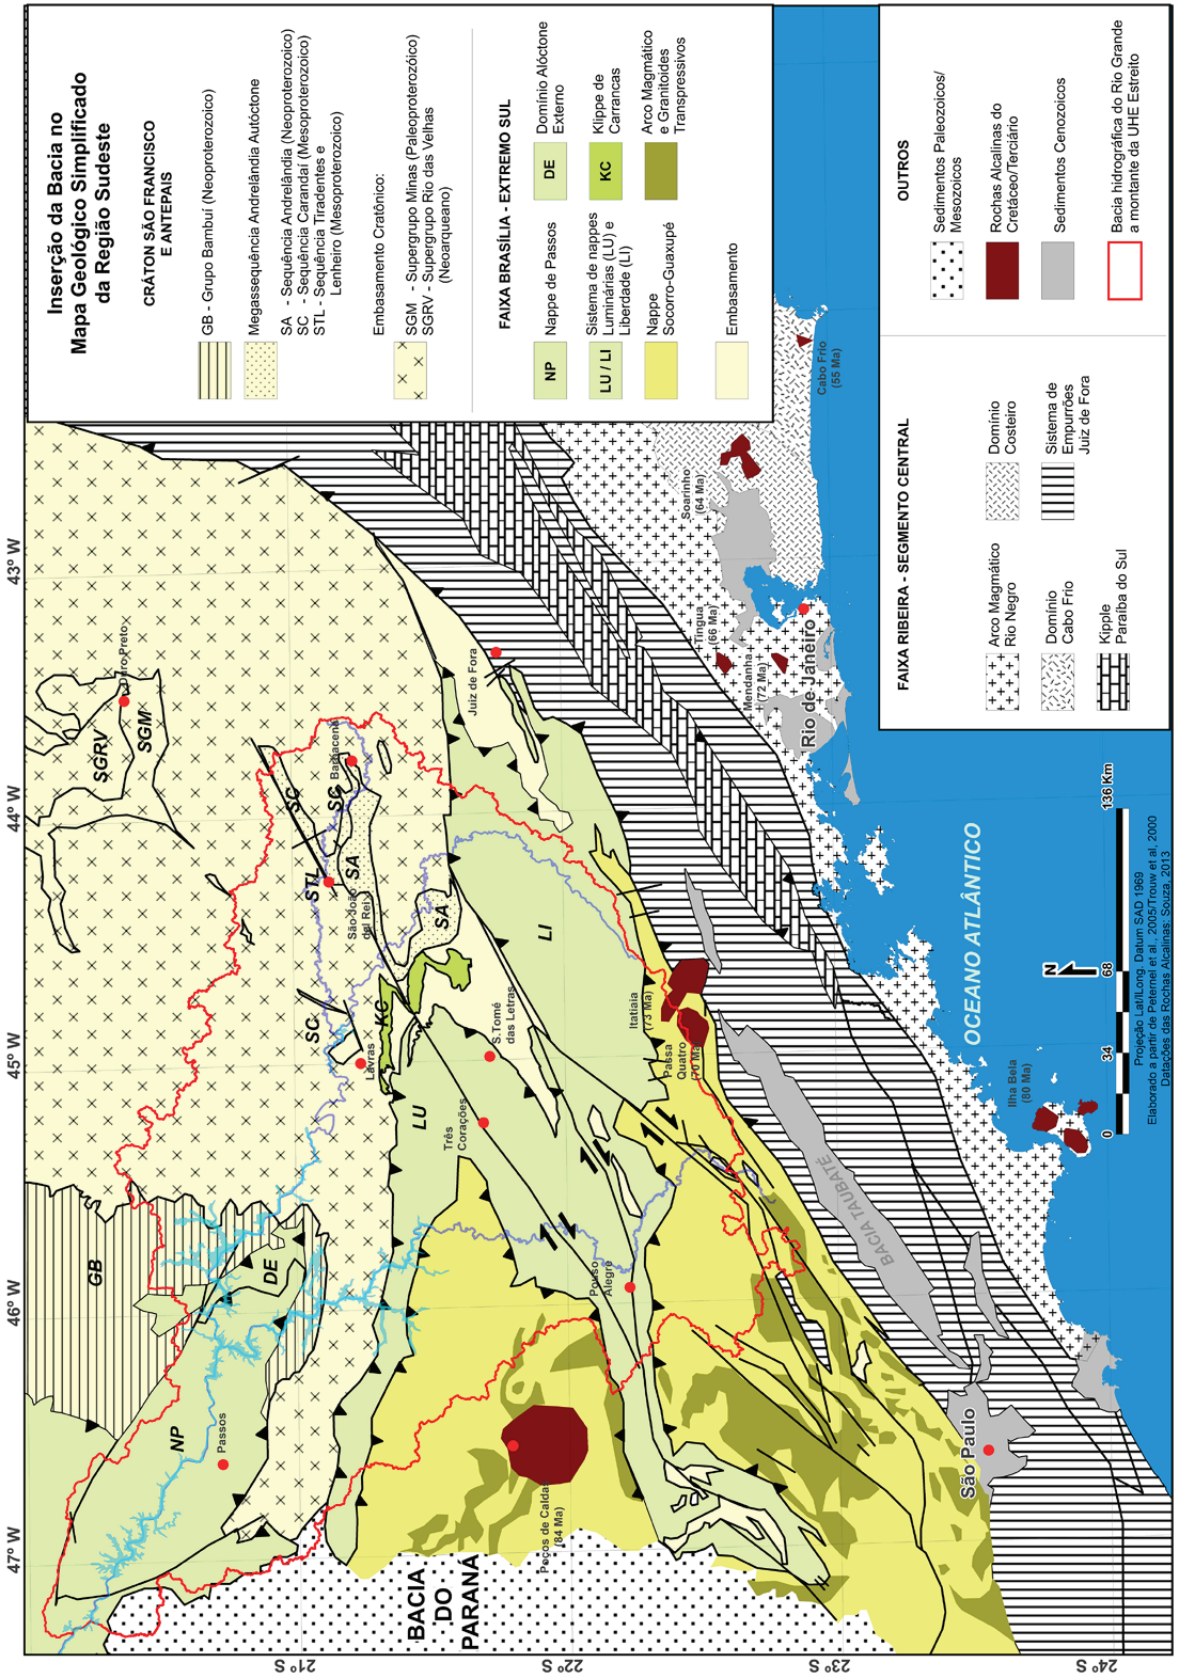 Inserção da Bacia no
Mapa Geológico Simplificado
da Região Sudeste
CRÁTON SÃO FRANCISCO
E ANTEPAIS
GB - Grupo Bambuí (Neoproterozoico)
Megassequência Andrelândia Autóctone
SA - Sequência Andrelândia (Neoproterozoico)
SC - Sequência Carandaí (Mesoproterozoico)
STL - Sequência Tiradentes e
Lenheiro (Mesoproterozoico)
Embasamento Cratônico:
SGM - Supergrupo Minas (Paleoproterozóico)
SGRV - Supergrupo Rio das Velhas
(Neoarqueano)
FAIXA BRASÍLIA - EXTREMO SUL
NP
Nappe de Passos
DE
Domínio Alóctone
Externo
LU / LI
Sistema de nappes
Luminárias (LU) e
Liberdade (LI)
KC
Klippe de
Carrancas
Nappe
Socorro-Guaxupé
Arco Magmático
e Granitoides
Transpressivos
Embasamento
FAIXA RIBEIRA - SEGMENTO CENTRAL
Arco Magmático
Rio Negro
Domínio
Costeiro
Domínio
Cabo Frio
Sistema de
Empurrões
Juiz de Fora
Kipple
Paraíba do Sul
OUTROS
Sedimentos Paleozoicos/
Mesozoicos
Rochas Alcalinas do
Cretáceo/Terciário
Sedimentos Cenozoicos
Bacia hidrográfica do Rio Grande
a montante da UHE Estreito
47° W
46° W
45° W
44° W
43° W
21° S
22° S
23° S
24° S
GB
NP
DE
Passos
SGRV
SGM
Ouro Preto
SC
SC
Barbacena
STL
SA
São João
del Rei
SA
SC
KC
Lavras
LU
LI
Três
Corações
S.Tomé
das Letras
Juiz de Fora
Pouso
Alegre
Poços de Caldas
(84 Ma)
BACIA
DO
PARANÁ
Itatiaia
(73 Ma)
Passa
Quatro
(70 Ma)
BACIA TAUBATÉ
São Paulo
Ilha Bela
(80 Ma)
Rio de Janeiro
Mendanha
(72 Ma)
Tinguá
(66 Ma)
Soarinho
(64 Ma)
Cabo Frio
(55 Ma)
OCEANO ATLÂNTICO
N
0
34
68
136 Km
Projeção Lat/Long. Datum SAD 1969
Elaborado a partir de Peternel et al., 2005/Trouw et al, 2000
Datações das Rochas Alcalinas: Souza, 2013